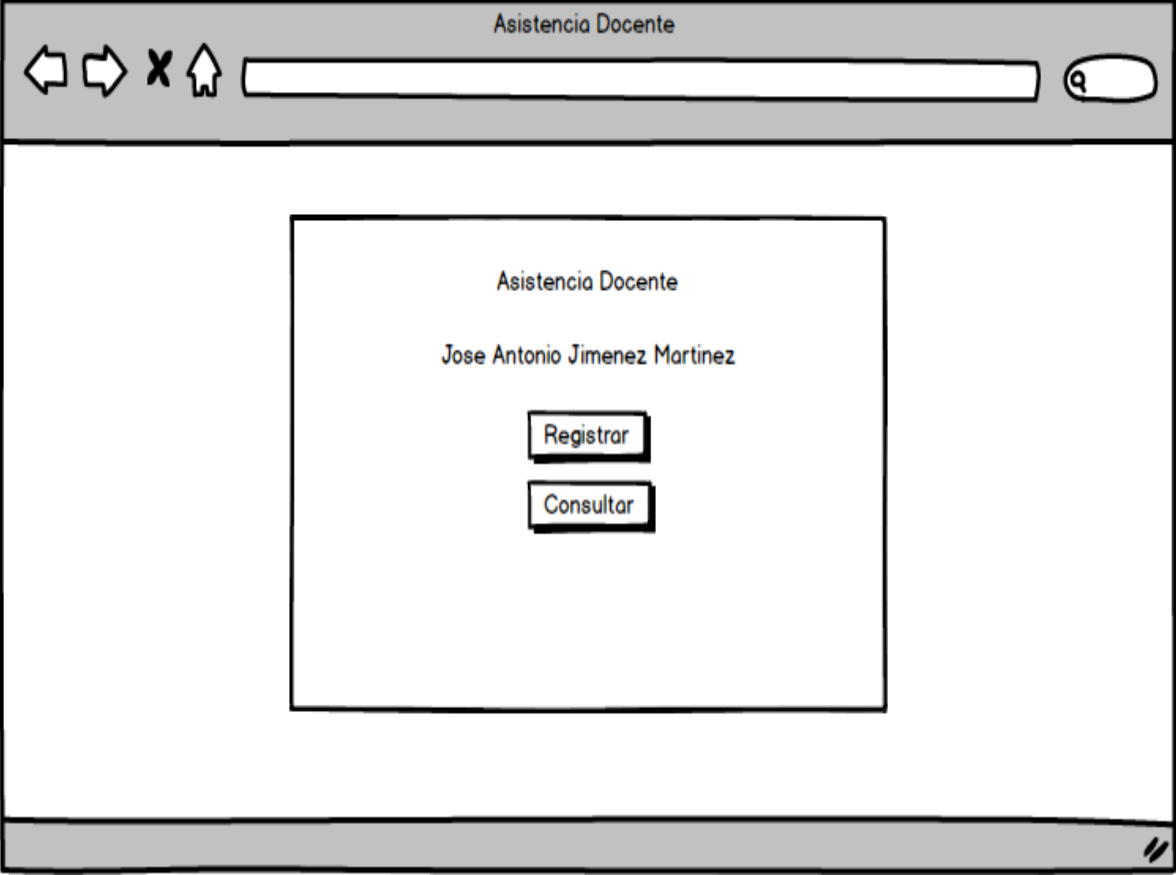 Asistencia Docente
Asistencia Docente
Jose Antonio Jimenez Martinez
Registrar
Consultar